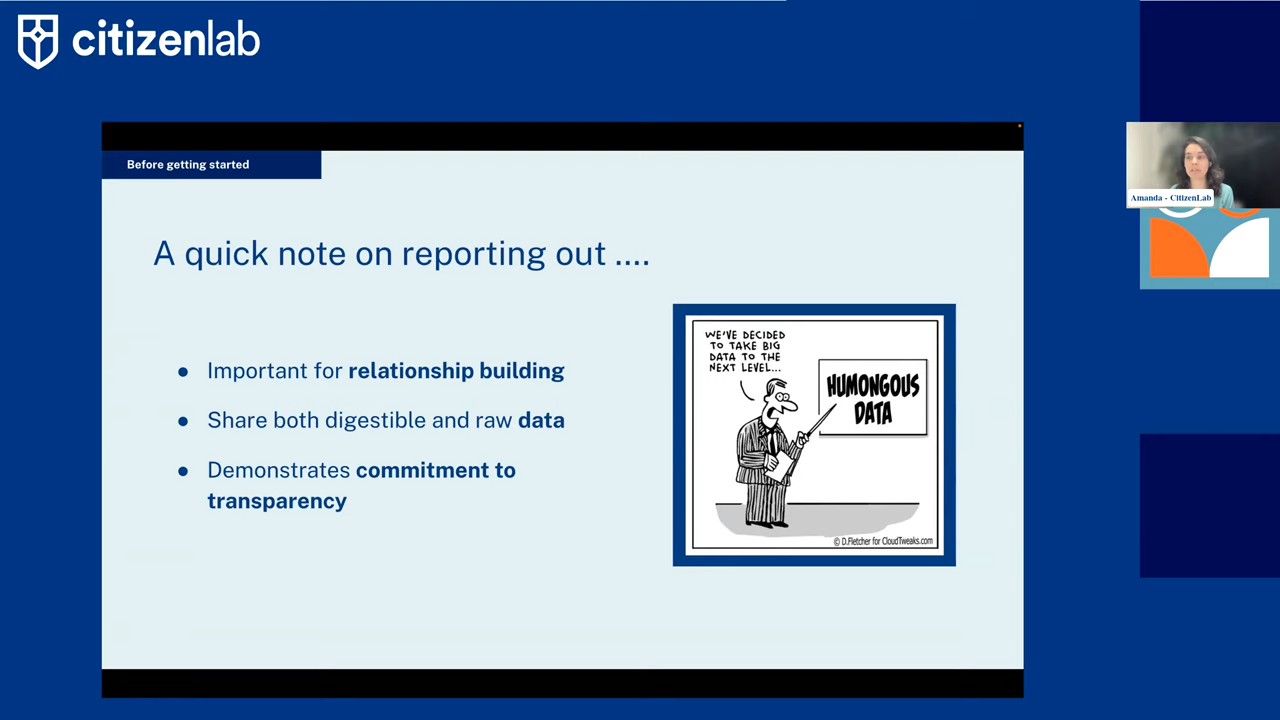 citizenlab
Before getting started
A quick note on reporting out ....
● Important for relationship building
● Share both digestible and raw data
● Demonstrates commitment to
transparency
WE'VE DECIDED
TO TAKE BIG
DATA TO THE
NEXT LEVEL...
HUMONGOUS
DATA
© D.Fletcher for CloudTweaks.com
Amanda - CitizenLab